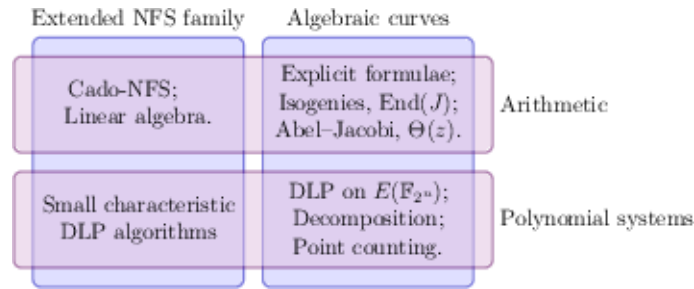 Extended NFS family
Algebraic curves
Cado-NFS;
Linear algebra.
Explicit formulae;
Isogenies, End(J);
Abel–Jacobi, Θ(z).
Arithmetic
Small characteristic
DLP algorithms
DLP on E(𝔽₂ⁿ);
Decomposition;
Point counting.
Polynomial systems